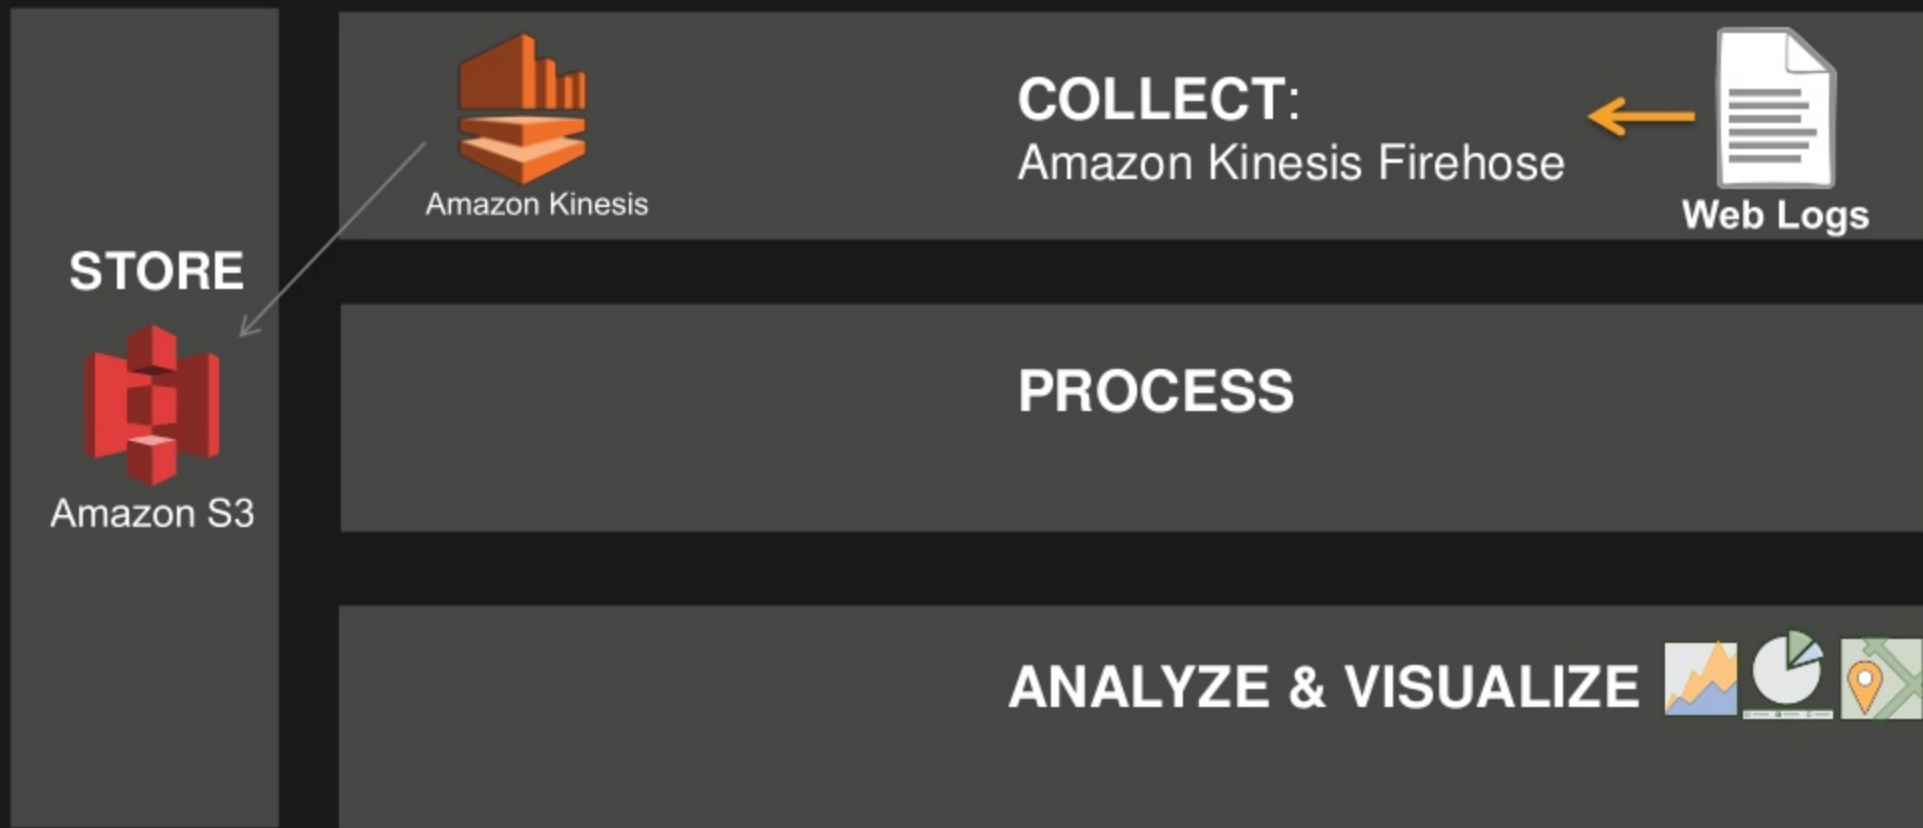 STORE
Amazon S3
Amazon Kinesis
COLLECT:
Amazon Kinesis Firehose
Web Logs
PROCESS
ANALYZE & VISUALIZE